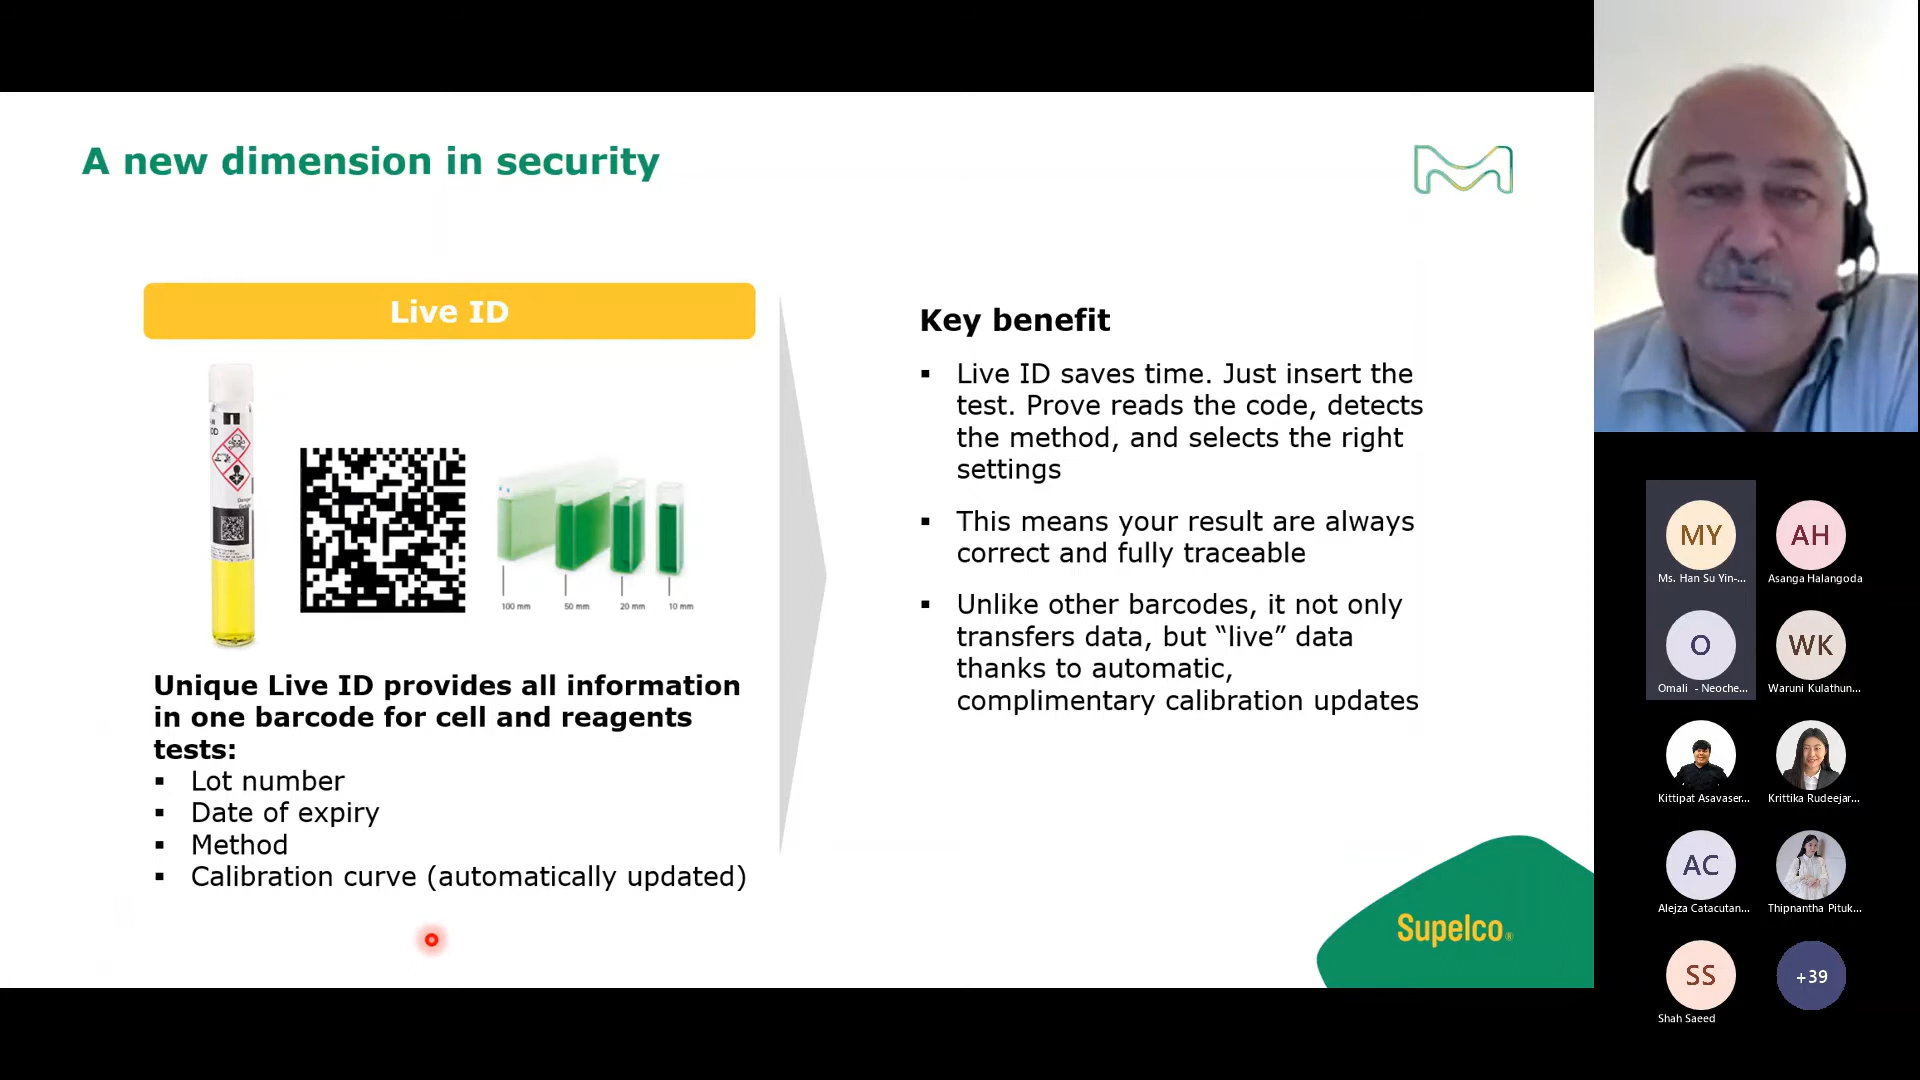 A new dimension in security
Live ID
100 mm
50 mm
20 mm
10 mm
Unique Live ID provides all information
in one barcode for cell and reagents
tests:
▪ Lot number
▪ Date of expiry
▪ Method
▪ Calibration curve (automatically updated)
Key benefit
▪ Live ID saves time. Just insert the
test. Prove reads the code, detects
the method, and selects the right
settings
▪ This means your result are always
correct and fully traceable
▪ Unlike other barcodes, it not only
transfers data, but “live” data
thanks to automatic,
complimentary calibration updates
Supelco®
MY
Ms. Han Su Yin-...
AH
Asanga Halangoda
O
Omali - Neoche...
WK
Waruni Kulathun...
Kittipat Asavaser...
Krittika Rudeejar...
AC
Alejza Catacutan...
Thipnantha Pituk...
SS
Shah Saeed
+39